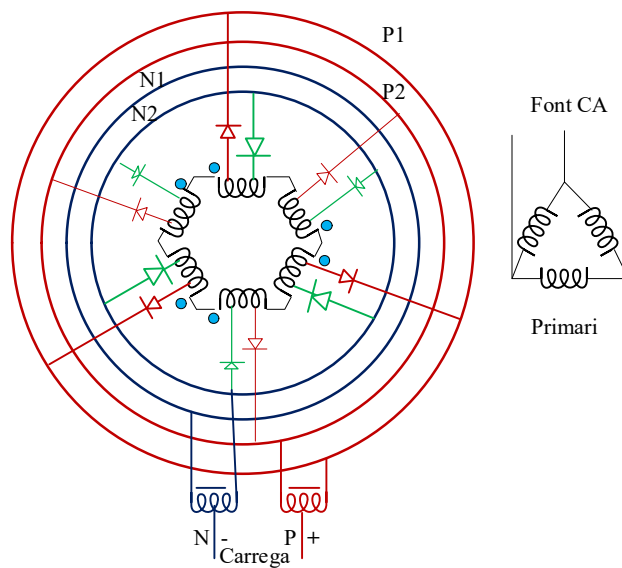 P1
N1
P2
N2
Font CA
Primari
N - P +
Carrega